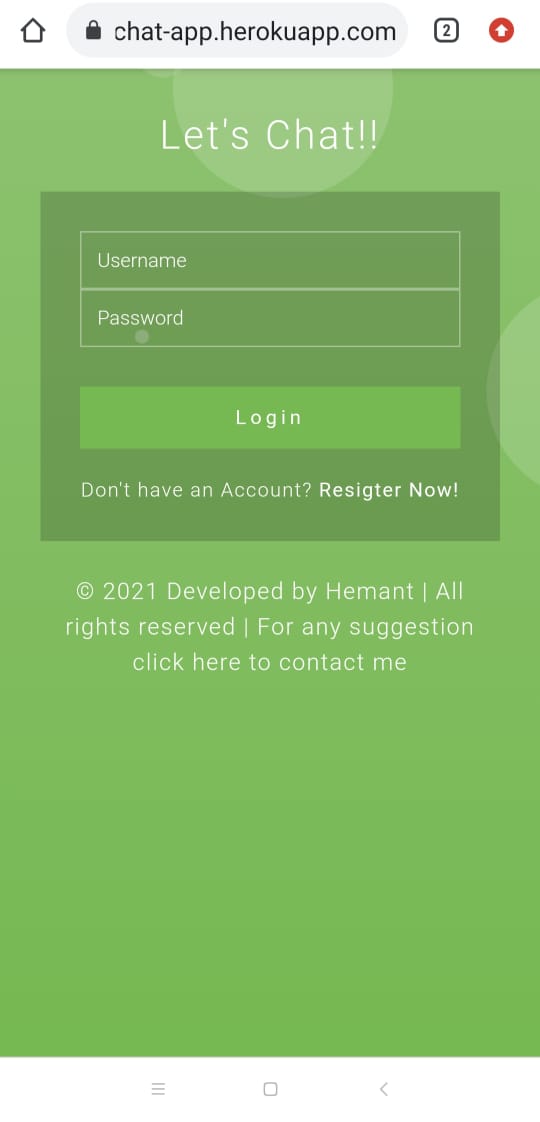 chat-app.herokuapp.com
2
Let's Chat!!
Username
Password
Login
Don't have an Account? Resigter Now!
© 2021 Developed by Hemant | All
rights reserved | For any suggestion
click here to contact me